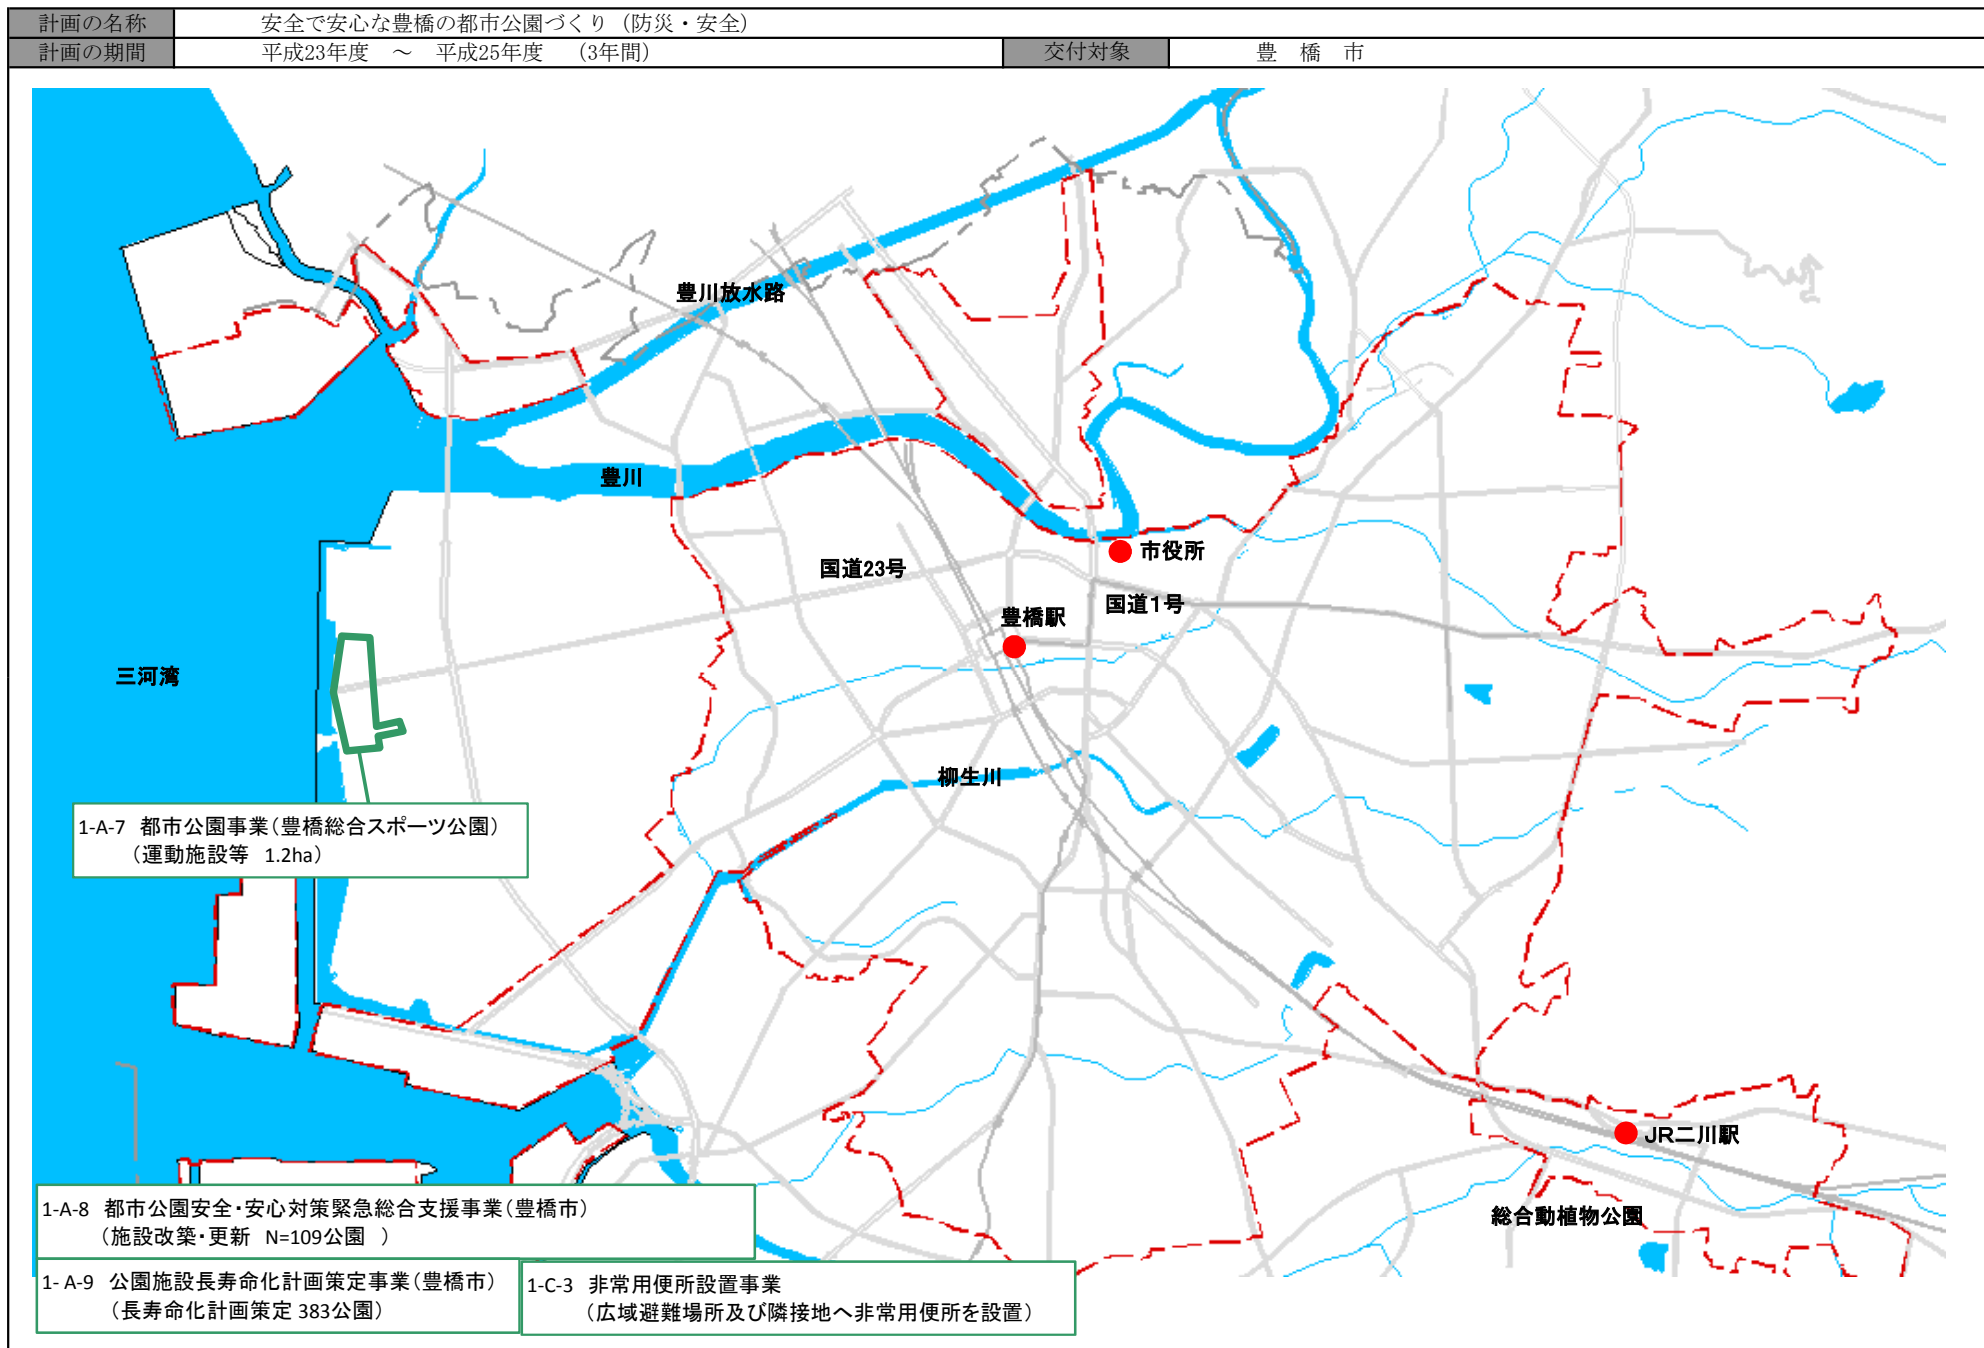 計画の名称 安全で安心な豊橋の都市公園づくり（防災・安全）
計画の期間 平成23年度 ～ 平成25年度 （3年間） 交付対象 豊橋市
豊川放水路
豊川
市役所
国道23号
国道１号
豊橋駅
三河湾
柳生川
1-A-7 都市公園事業（豊橋総合スポーツ公園）
（運動施設等 1.2ha）
JR二川駅
総合動植物公園
1-A-8 都市公園安全・安心対策緊急総合支援事業（豊橋市）
（施設改築・更新 N=109公園 ）
1- A-9 公園施設長寿命化計画策定事業（豊橋市）
（長寿命化計画策定 383公園）
1-C-3 非常用便所設置事業
（広域避難場所及び隣接地へ非常用便所を設置）